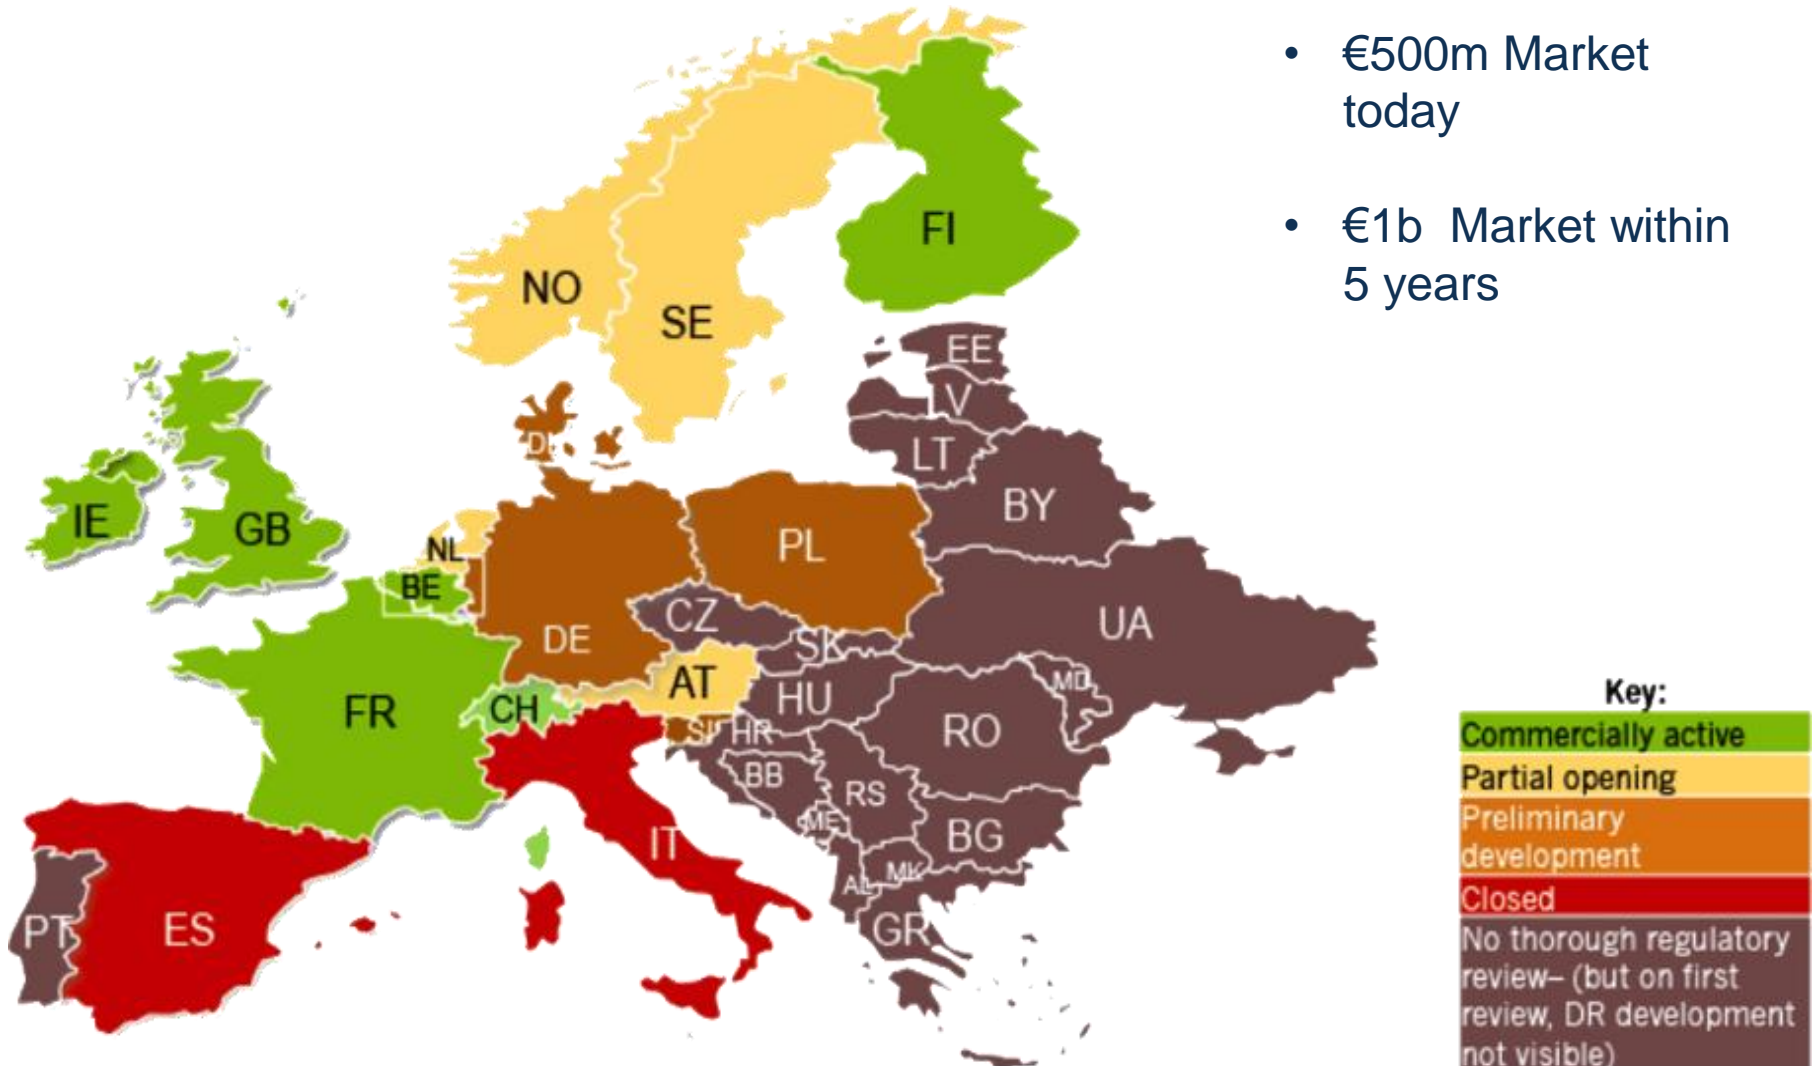 • €500m Market
today
• €1b Market within
5 years
FI
NO
SE
EE
LV
LT
BY
IE
GB
NL
BE
PL
DE
CZ
SK
UA
AT
FR
CH
HU
MD
SI
HR
RO
BB
RS
ME
BG
IT
MK
AL
GR
PT
ES
Key:
Commercially active
Partial opening
Preliminary
development
Closed
No thorough regulatory
review– (but on first
review, DR development
not visible)